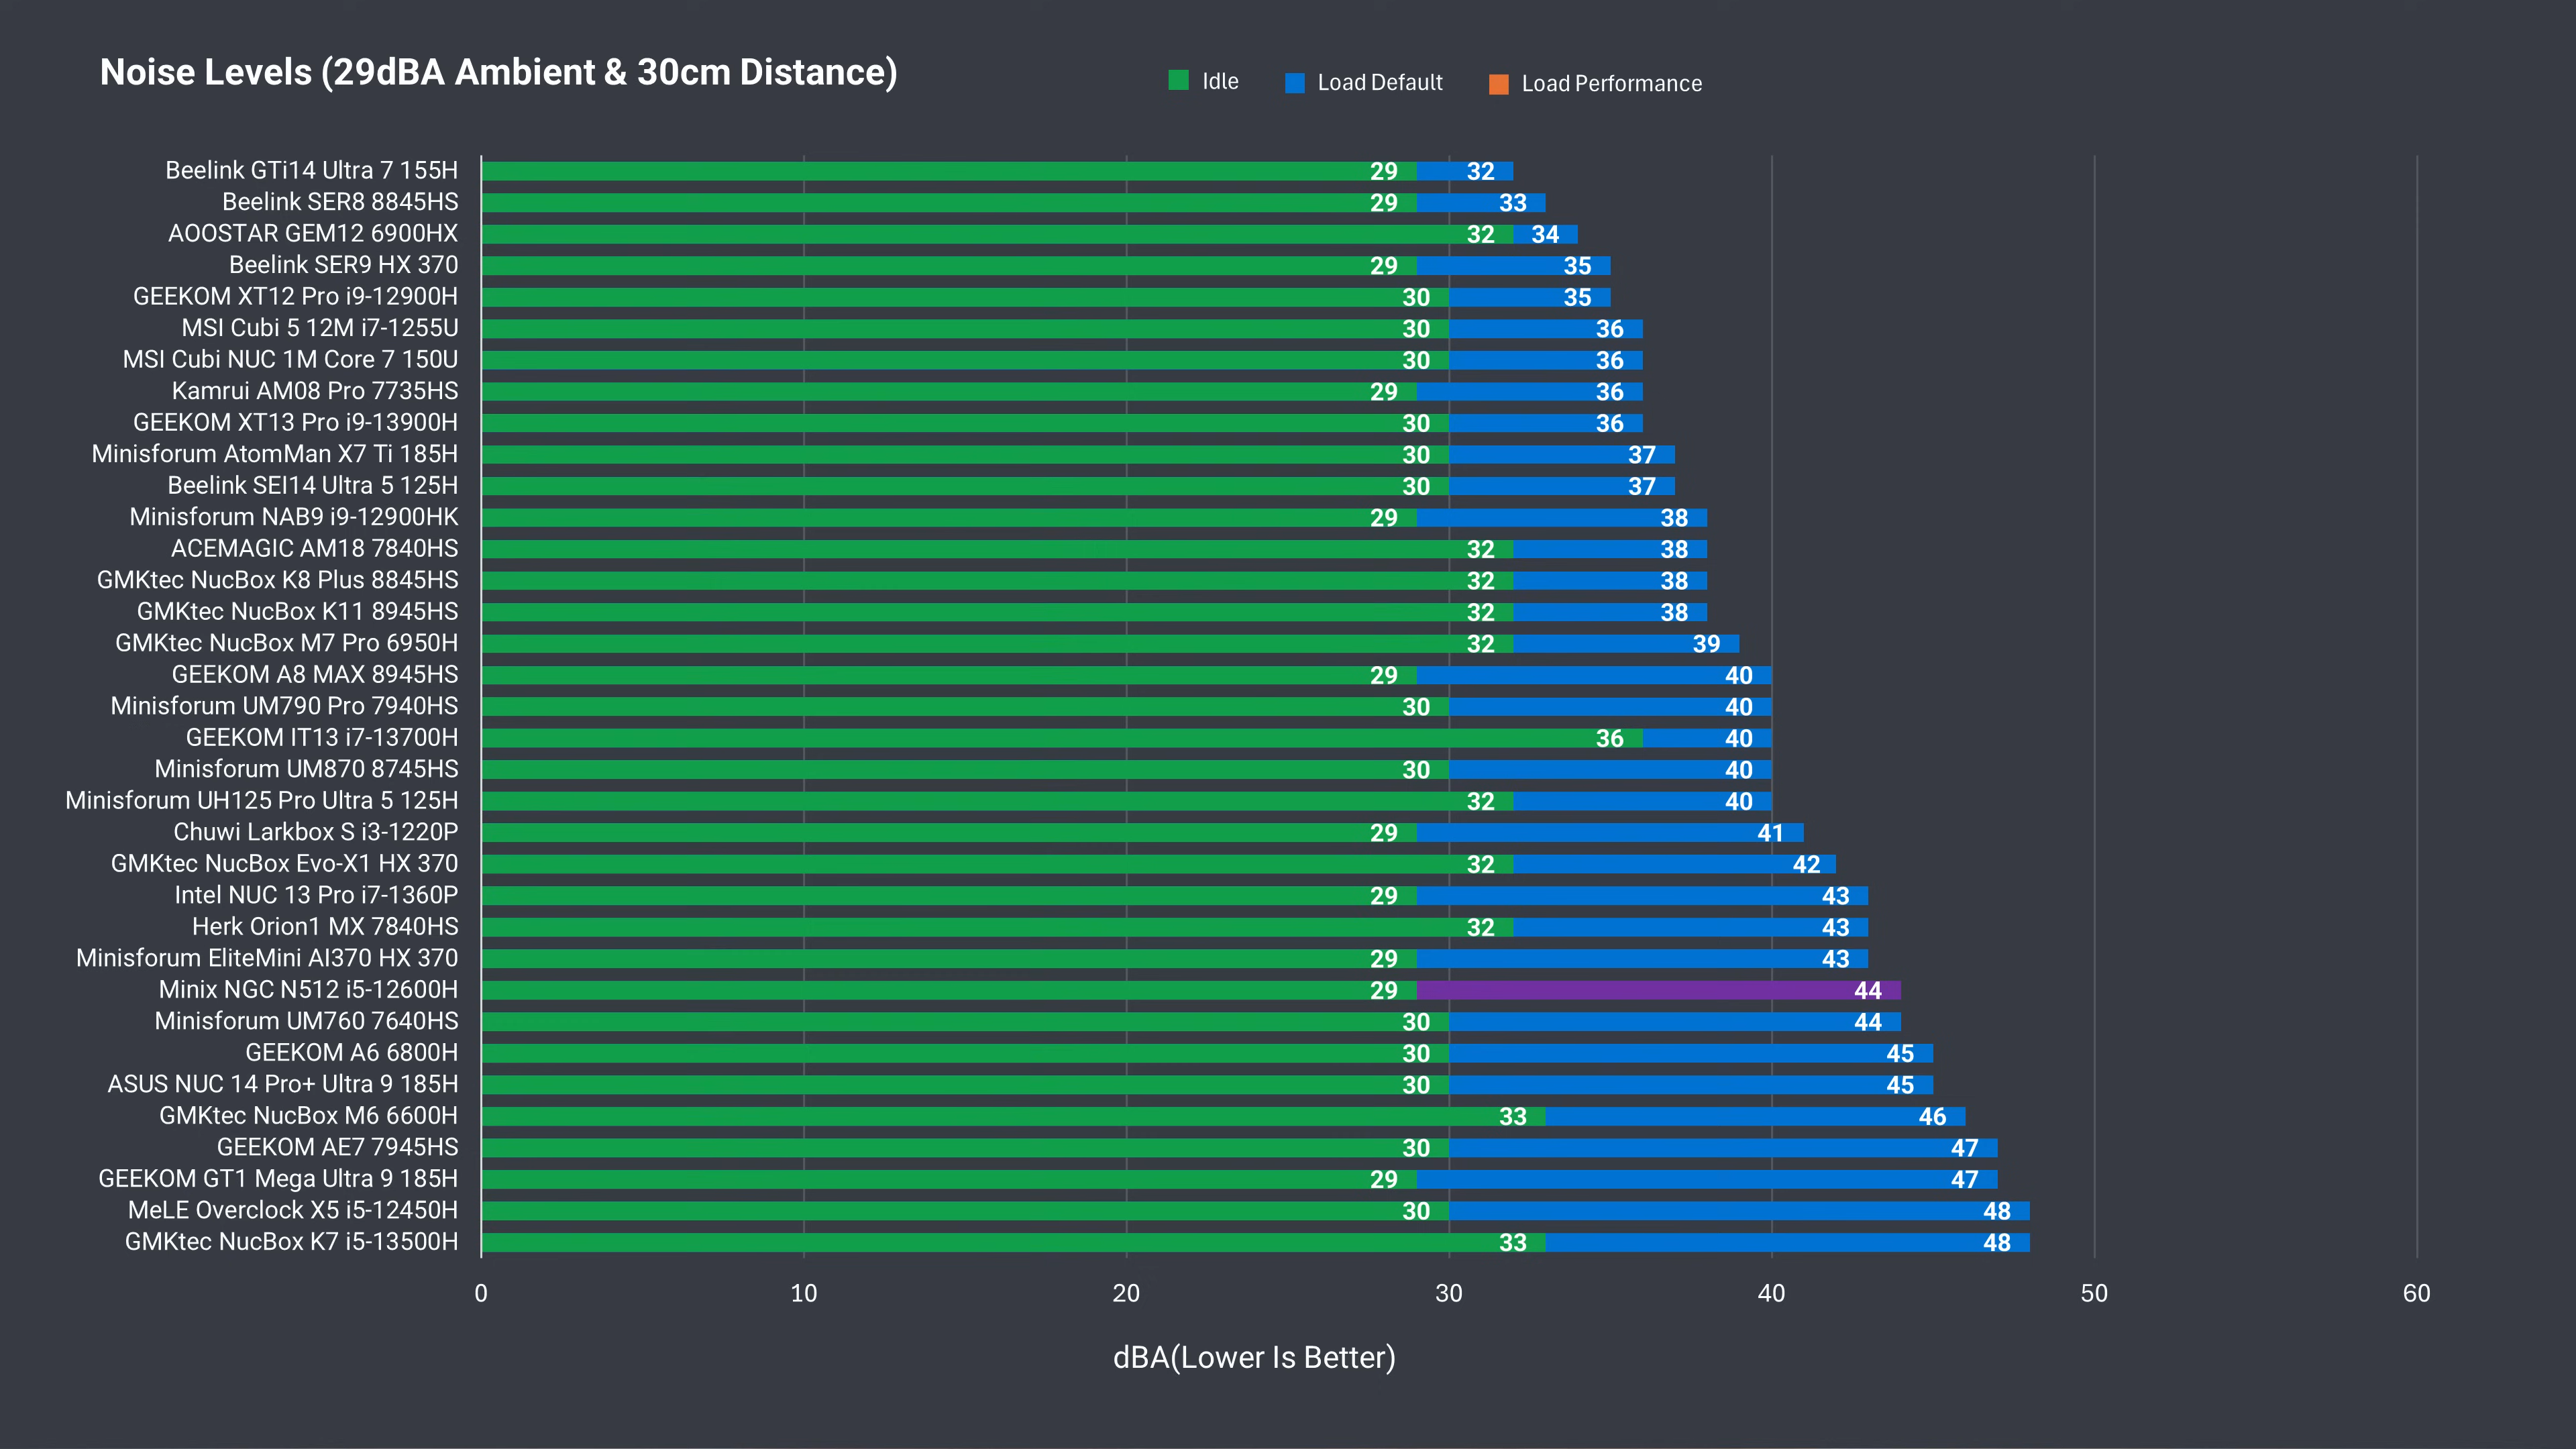 Noise Levels (29dBA Ambient & 30cm Distance)
Idle Load Default Load Performance
Beelink GTi14 Ultra 7 155H 29 32
Beelink SER8 8845HS 29 33
AOOSTAR GEM12 6900HX 32 34
Beelink SER9 HX 370 29 35
GEEKOM XT12 Pro i9-12900H 30 35
MSI Cubi 5 12M i7-1255U 30 36
MSI Cubi NUC 1M Core 7 150U 30 36
Kamrui AM08 Pro 7735HS 29 36
GEEKOM XT13 Pro i9-13900H 30 36
Minisforum AtomMan X7 Ti 185H 30 37
Beelink SEI14 Ultra 5 125H 30 37
Minisforum NAB9 i9-12900HK 29 38
ACEMAGIC AM18 7840HS 32 38
GMKtec NucBox K8 Plus 8845HS 32 38
GMKtec NucBox K11 8945HS 32 38
GMKtec NucBox M7 Pro 6950H 32 39
GEEKOM A8 MAX 8945HS 29 40
Minisforum UM790 Pro 7940HS 30 40
GEEKOM IT13 i7-13700H 36 40
Minisforum UM870 8745HS 30 40
Minisforum UH125 Pro Ultra 5 125H 32 40
Chuwi Larkbox S i3-1220P 29 41
GMKtec NucBox Evo-X1 HX 370 32 42
Intel NUC 13 Pro i7-1360P 29 43
Herk Orion1 MX 7840HS 32 43
Minisforum EliteMini AI370 HX 370 29 43
Minix NGC N512 i5-12600H 29 44
Minisforum UM760 7640HS 30 44
GEEKOM A6 6800H 30 45
ASUS NUC 14 Pro+ Ultra 9 185H 30 45
GMKtec NucBox M6 6600H 33 46
GEEKOM AE7 7945HS 30 47
GEEKOM GT1 Mega Ultra 9 185H 29 47
MeLE Overclock X5 i5-12450H 30 48
GMKtec NucBox K7 i5-13500H 33 48
0 10 20 30 40 50 60
dBA(Lower Is Better)